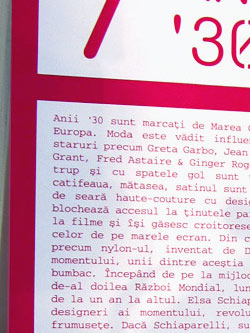 '30
Anii '30 sunt marcați de Marea C
Europa. Moda este vădit influen
staruri precum Greta Garbo, Jean
Grant, Fred Astaire & Ginger Rog
trup și cu spatele gol sunt
catifeaua, mătasea, satinul sunt
de seară haute-couture cu desi
blochează accesul la ținutele pa
la filme și își găsesc croitorese
celor de pe marele ecran. Din c
precum nylon-ul, inventat de D
momentului, unii dintre aceștia
bumbac. Începând de pe la mijloc
de-al doilea Război Mondial, lun
de la un an la altul. Elsa Schiap
designeri ai momentului, revol
frumusețe. Dacă Schiaparelli,